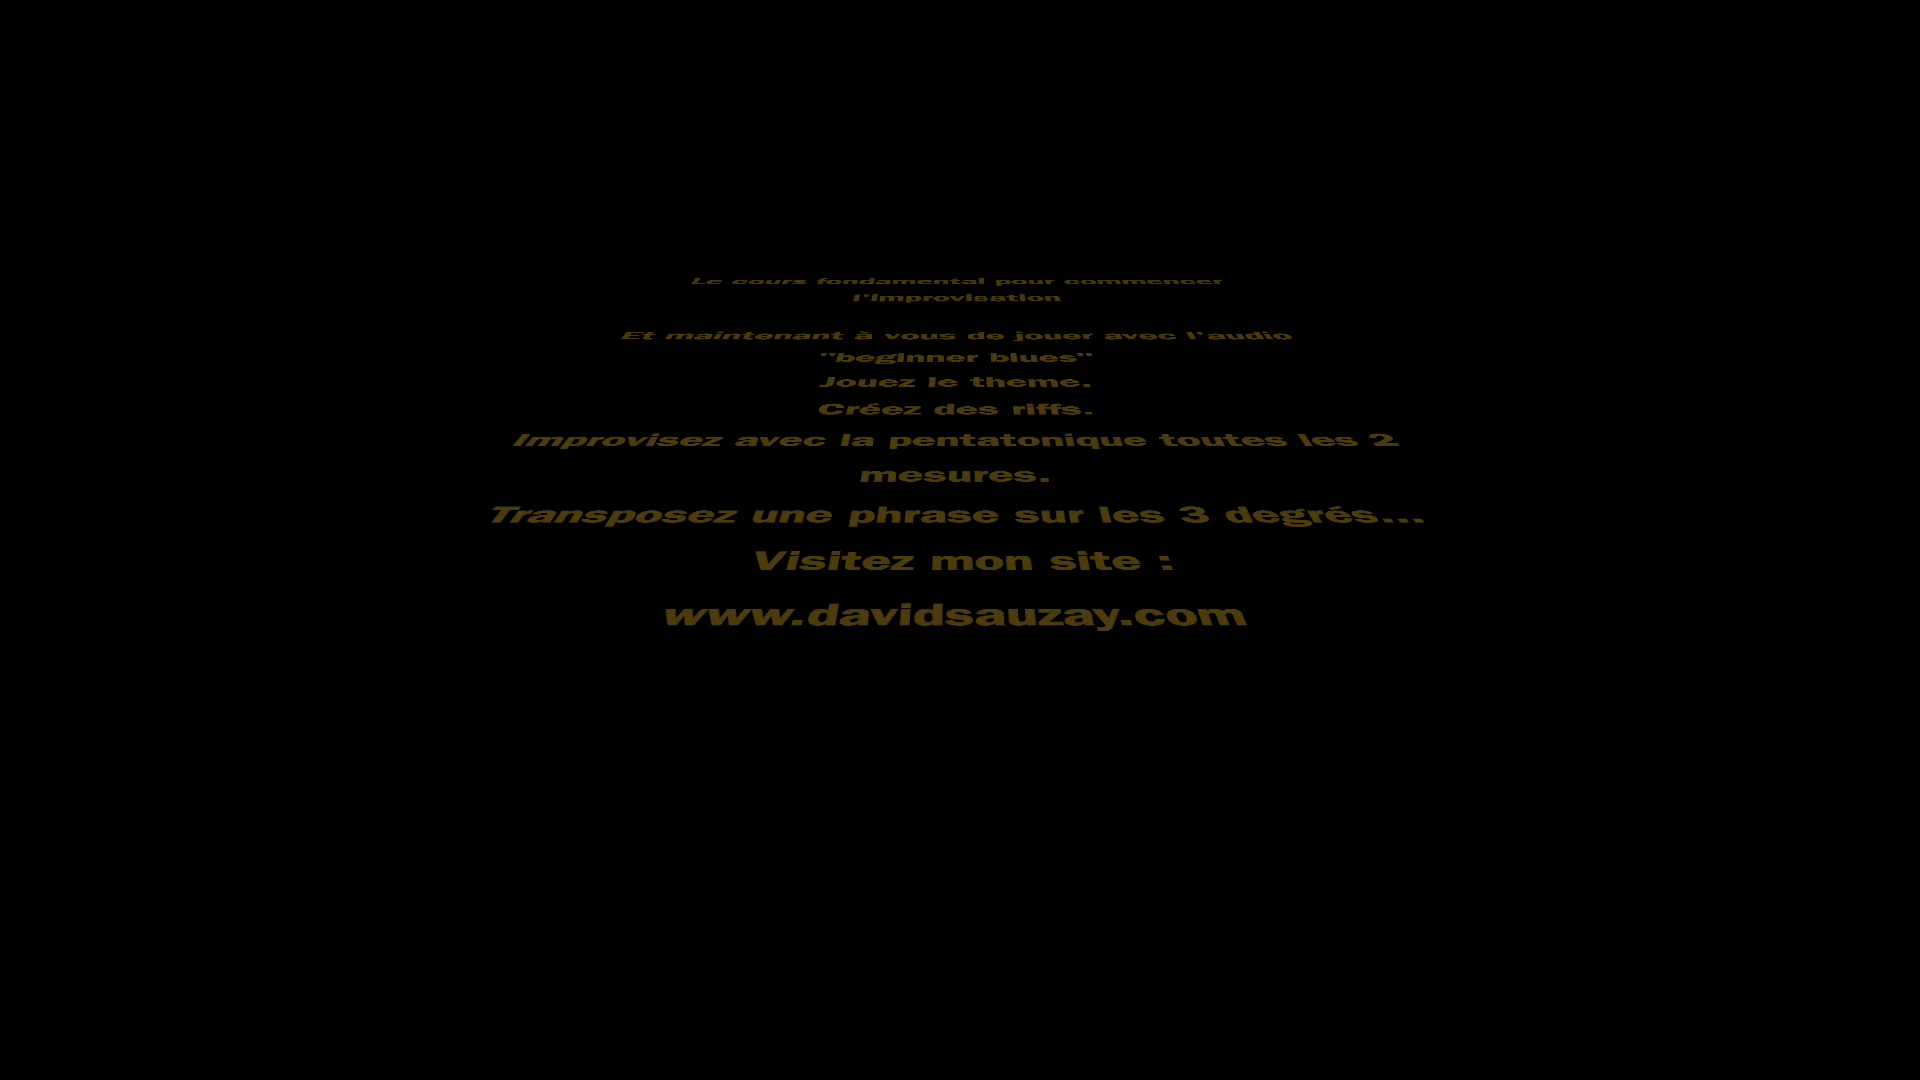 Le cours fondamental pour commencer
l'improvisation
Et maintenant à vous de jouer avec l'audio
"beginner blues"
Jouez le theme.
Créez des riffs.
Improvisez avec la pentatonique toutes les 2
mesures.
Transposez une phrase sur les 3 degrés...
Visitez mon site :
www.davidsauzay.com